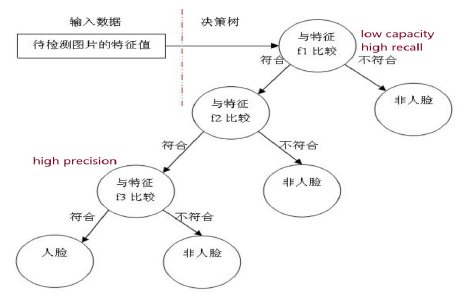 输入数据
决策树
待检测图片的特征值
与特征
f1 比较
low capacity
high recall
符合
不符合
与特征
f2 比较
非人脸
符合
不符合
high precision
与特征
f3 比较
非人脸
符合
不符合
人脸
非人脸